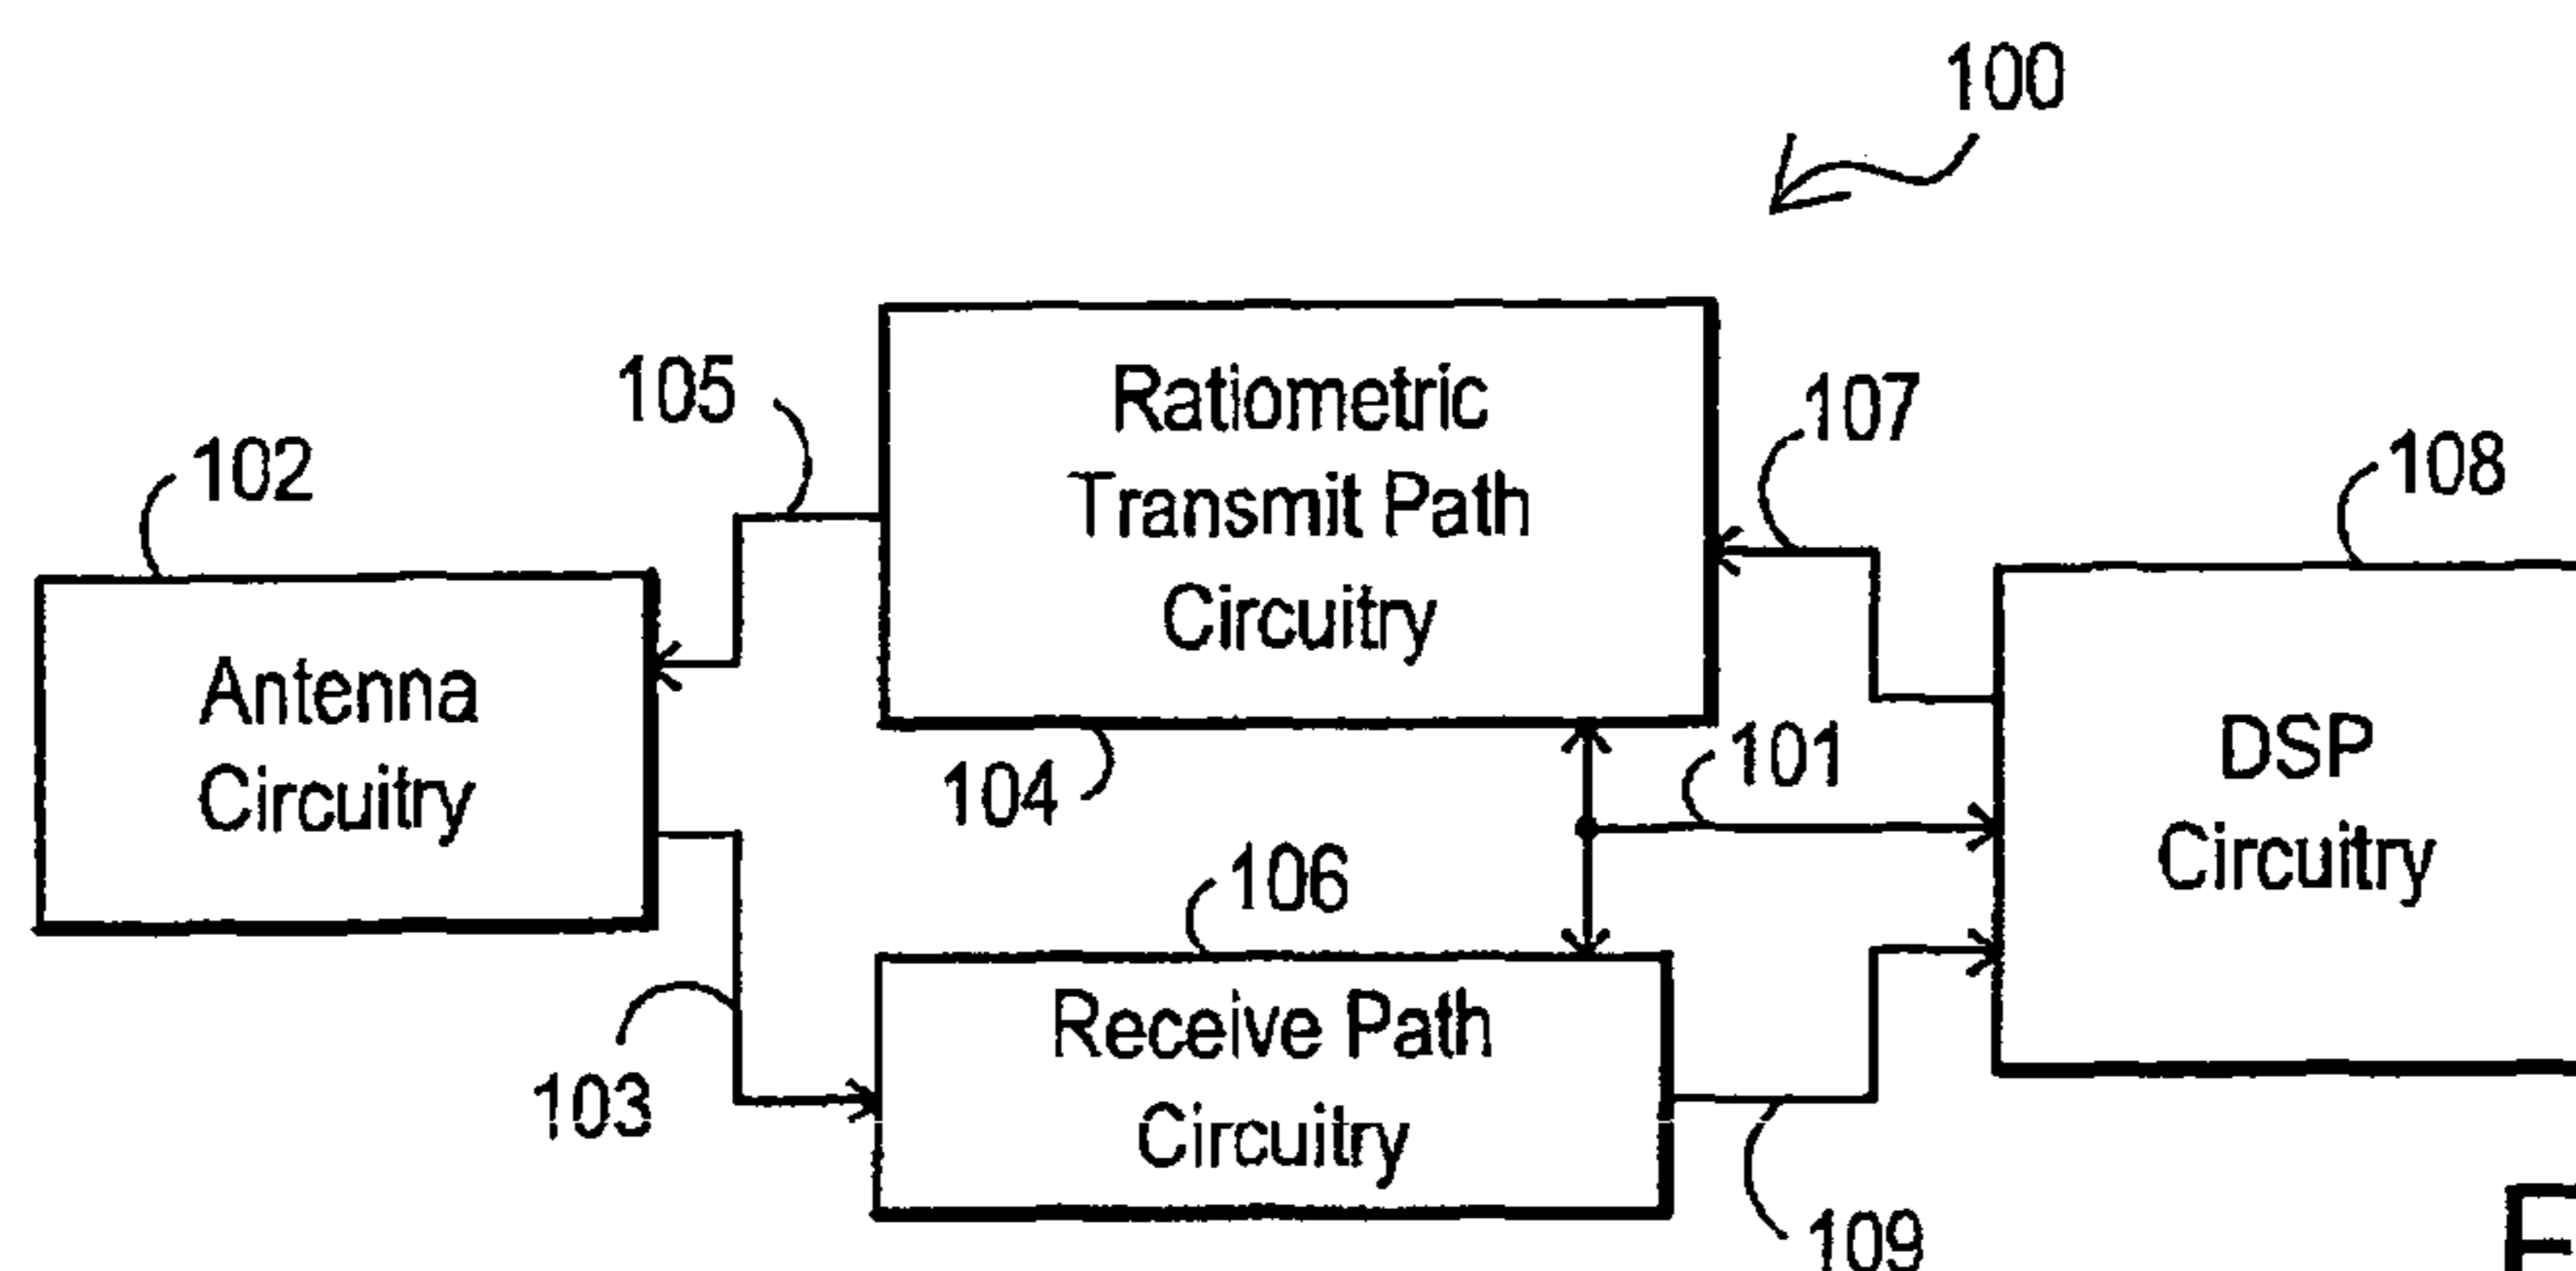 100
105
Ratiometric
Transmit Path
Circuitry
107
102
108
Antenna
Circuitry
104
101
DSP
Circuitry
106
103
Receive Path
Circuitry
109